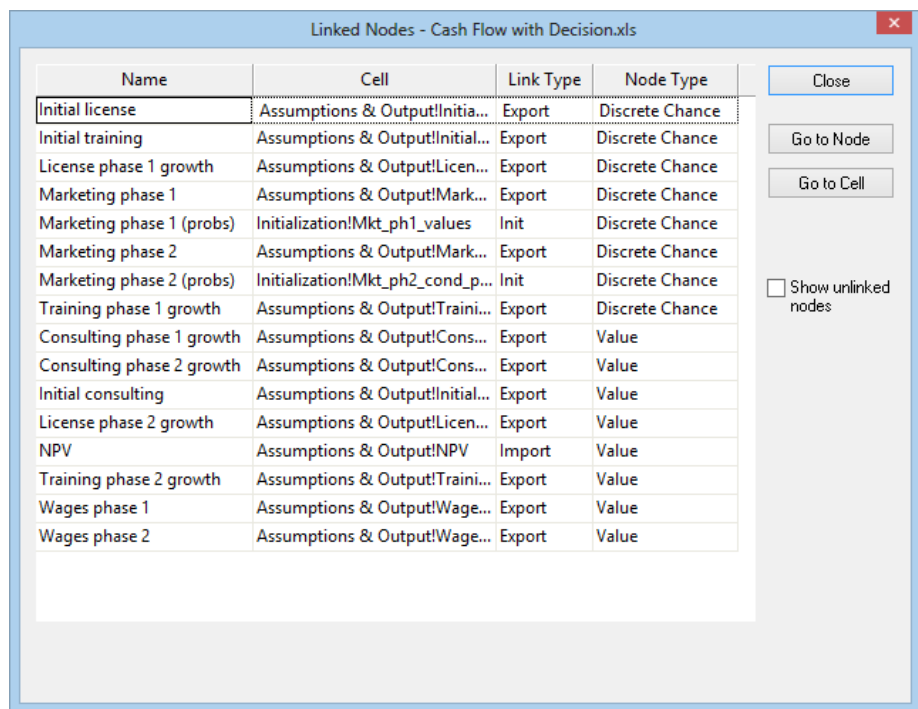 Linked Nodes - Cash Flow with Decision.xls
Name Cell Link Type Node Type
Initial license Assumptions & Output!Initia... Export Discrete Chance
Initial training Assumptions & Output!Initial... Export Discrete Chance
License phase 1 growth Assumptions & Output!Licen... Export Discrete Chance
Marketing phase 1 Assumptions & Output!Mark... Export Discrete Chance
Marketing phase 1 (probs) Initialization!Mkt_ph1_values Init Discrete Chance
Marketing phase 2 Assumptions & Output!Mark... Export Discrete Chance
Marketing phase 2 (probs) Initialization!Mkt_ph2_cond_p... Init Discrete Chance
Training phase 1 growth Assumptions & Output!Traini... Export Discrete Chance
Consulting phase 1 growth Assumptions & Output!Cons... Export Value
Consulting phase 2 growth Assumptions & Output!Cons... Export Value
Initial consulting Assumptions & Output!Initial... Export Value
License phase 2 growth Assumptions & Output!Licen... Export Value
NPV Assumptions & Output!NPV Import Value
Training phase 2 growth Assumptions & Output!Traini... Export Value
Wages phase 1 Assumptions & Output!Wage... Export Value
Wages phase 2 Assumptions & Output!Wage... Export Value
Close
Go to Node
Go to Cell
Show unlinked
nodes